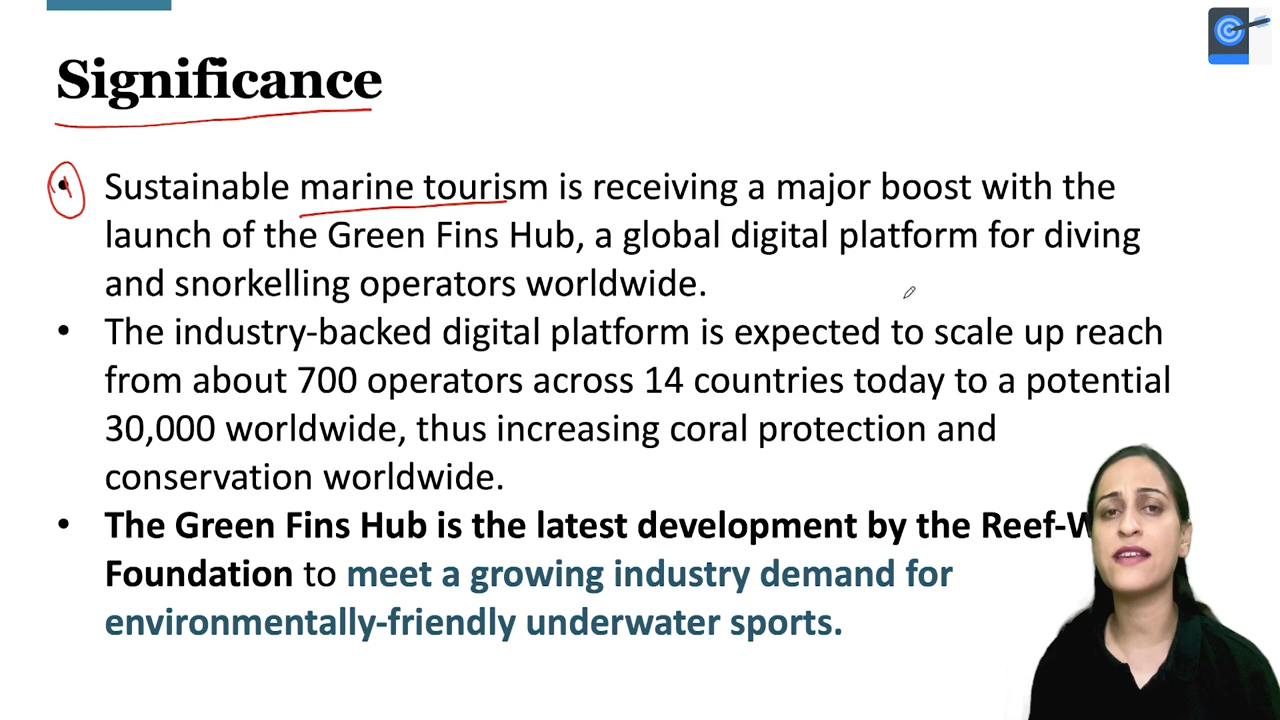 Significance
• Sustainable marine tourism is receiving a major boost with the
launch of the Green Fins Hub, a global digital platform for diving
and snorkelling operators worldwide.
• The industry-backed digital platform is expected to scale up reach
from about 700 operators across 14 countries today to a potential
30,000 worldwide, thus increasing coral protection and
conservation worldwide.
• The Green Fins Hub is the latest development by the
Foundation to meet a growing industry demand for
environmentally-friendly underwater sports.